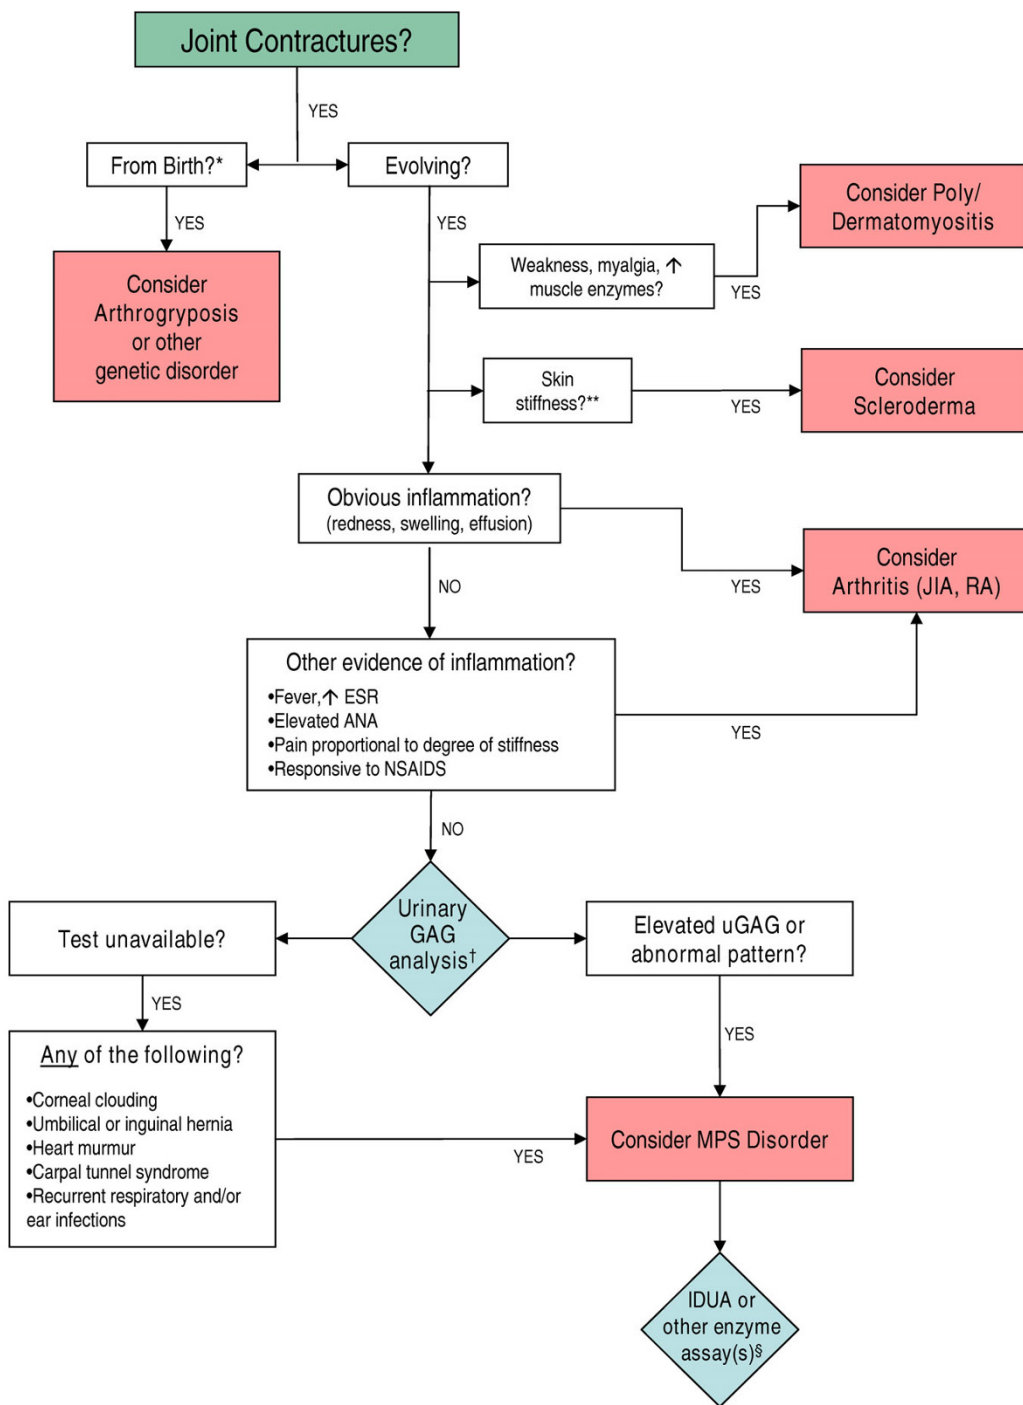 Joint Contractures?
YES
From Birth?*
Evolving?
YES
YES
Consider
Arthrogryposis
or other
genetic disorder
Weakness, myalgia, ↑
muscle enzymes?
YES
Consider Poly/
Dermatomyositis
Skin
stiffness?**
YES
Consider
Scleroderma
Obvious inflammation?
(redness, swelling, effusion)
YES
Consider
Arthritis (JIA, RA)
NO
Other evidence of inflammation?
•Fever,↑ ESR
•Elevated ANA
•Pain proportional to degree of stiffness
•Responsive to NSAIDS
YES
NO
Urinary
GAG
analysis†
Test unavailable?
Elevated uGAG or
abnormal pattern?
YES
YES
Any of the following?
•Corneal clouding
•Umbilical or inguinal hernia
•Heart murmur
•Carpal tunnel syndrome
•Recurrent respiratory and/or
ear infections
YES
Consider MPS Disorder
IDUA or
other enzyme
assay(s)§